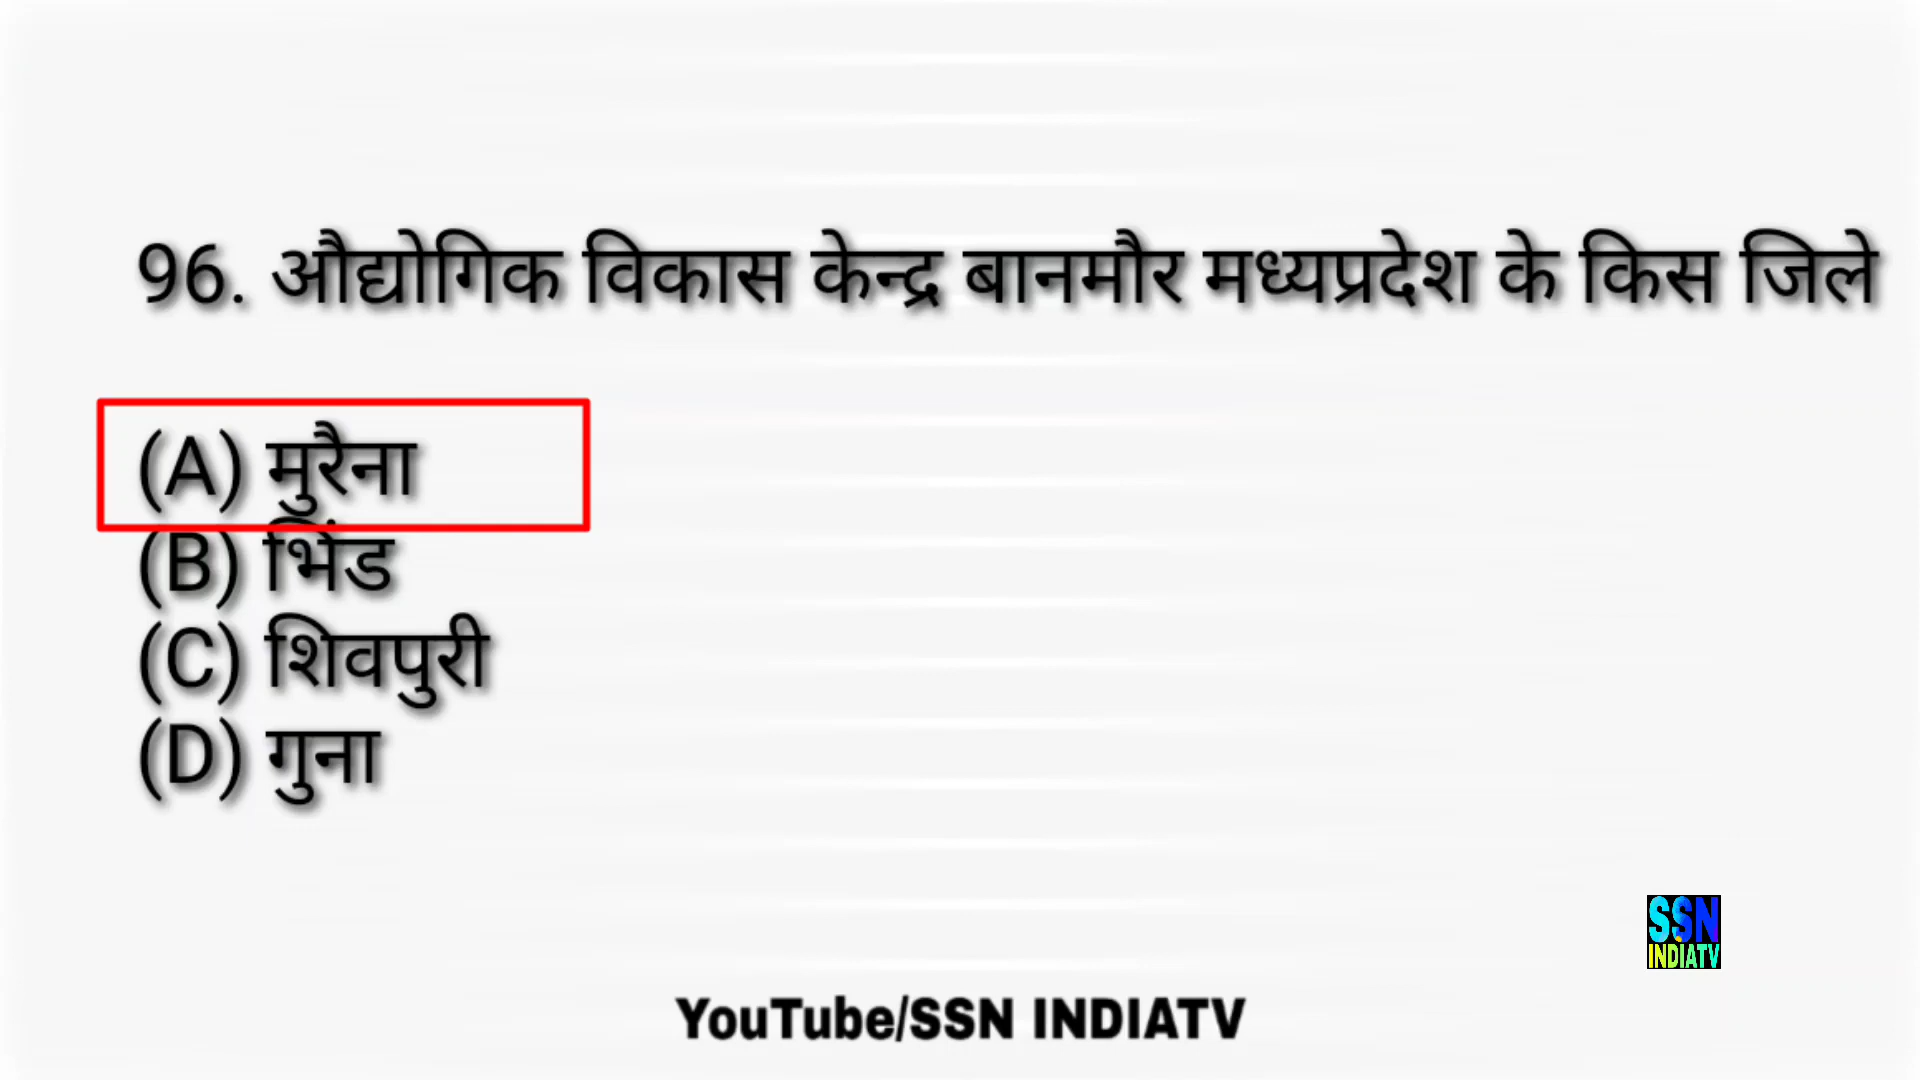 96. औद्योगिक विकास केन्द्र बानमौर मध्यप्रदेश के किस जिले
(A) मुरैना
(B) भिंड
(C) शिवपुरी
(D) गुना
SSN
INDiATV
YouTube/SSN INDIATV